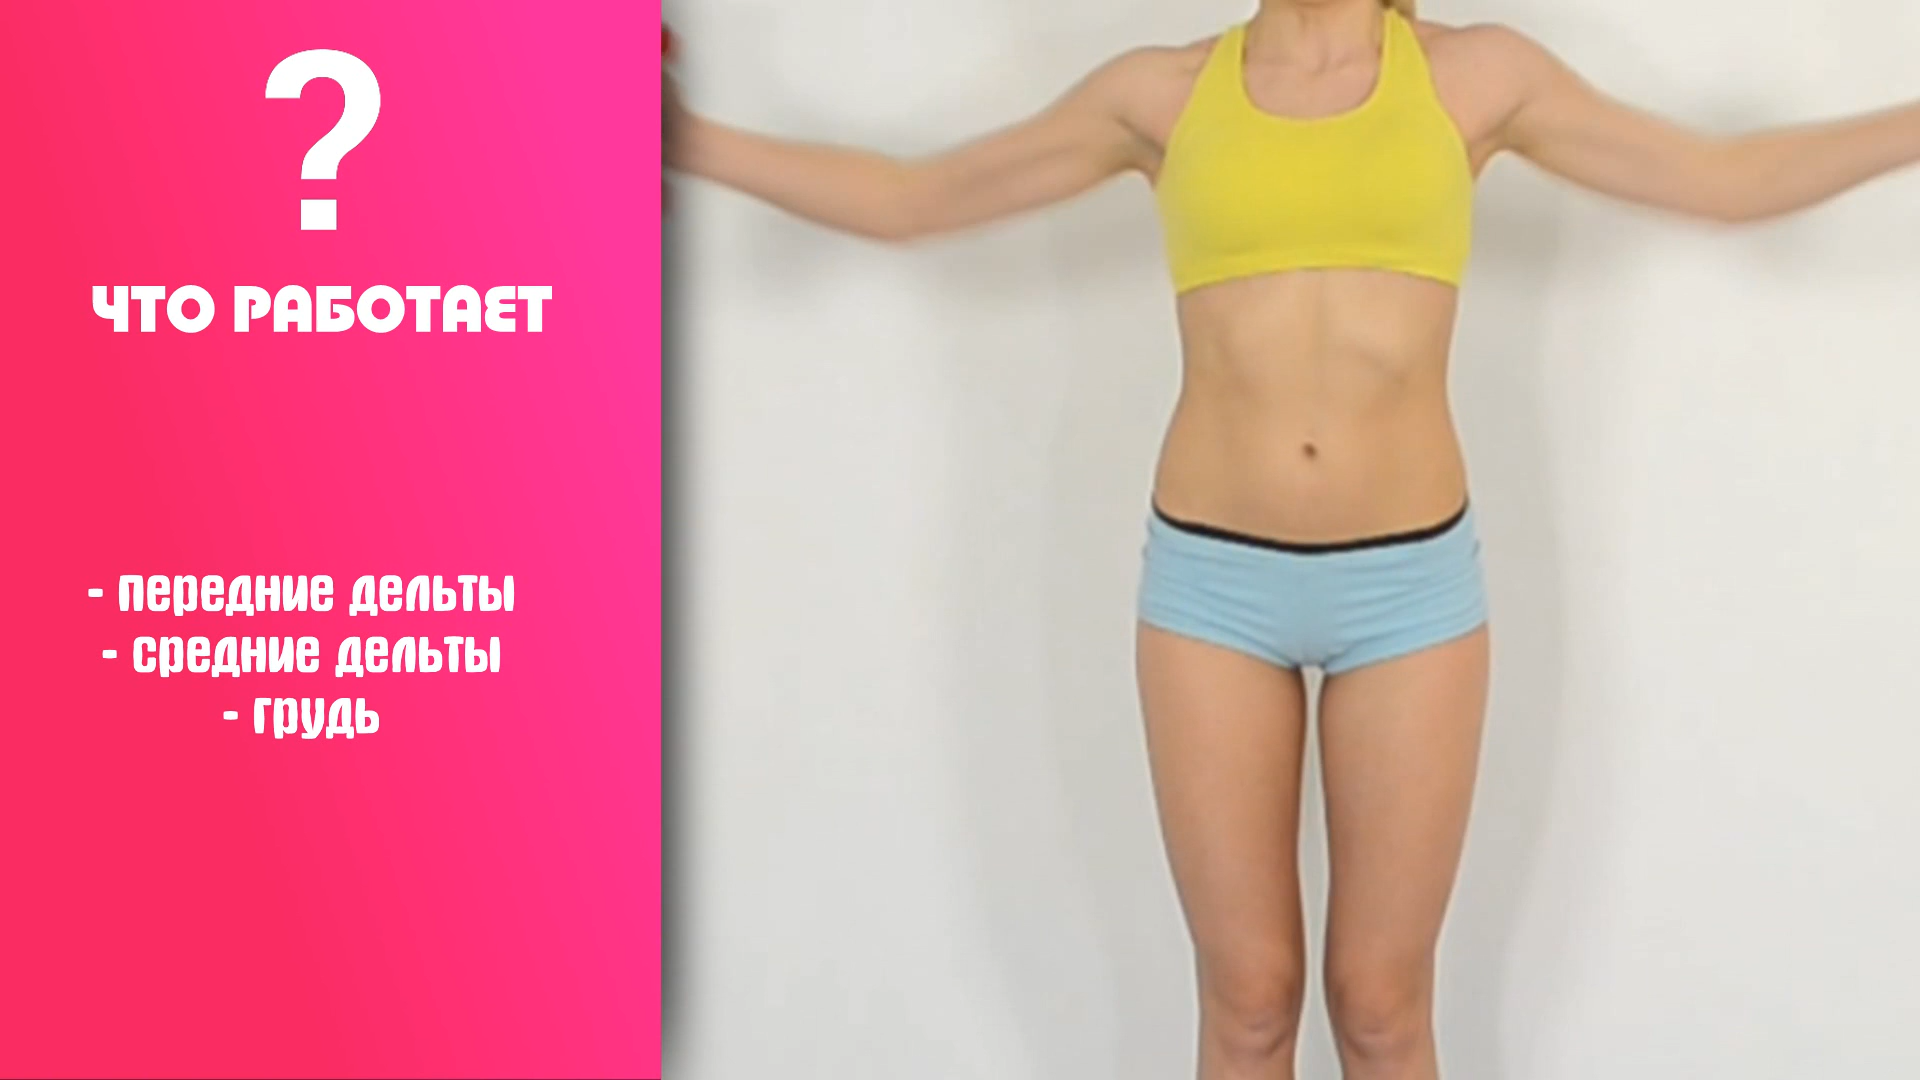 ?
ЧТО РАБОТАЕТ
- передние дельты
- средние дельты
- грудь